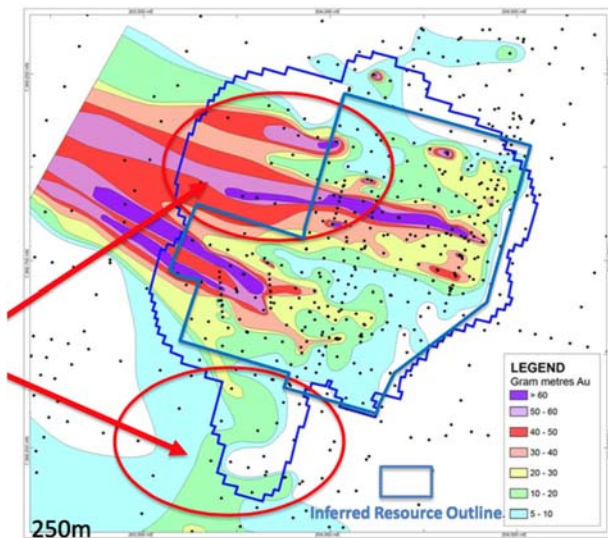 LEGEND
Gram metres Au
> 60
50 - 60
40 - 50
30 - 40
20 - 30
10 - 20
5 - 10
Inferred Resource Outline
250m